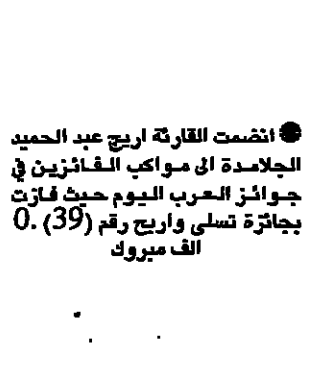 ● انضمت القارئة اريج عبد الحميد
الجلامدة الى مواكب الفائزين في
جوائز العرب اليوم حيث فازت
بجائزة تسلى واربح رقم (39) .0
الف مبروك